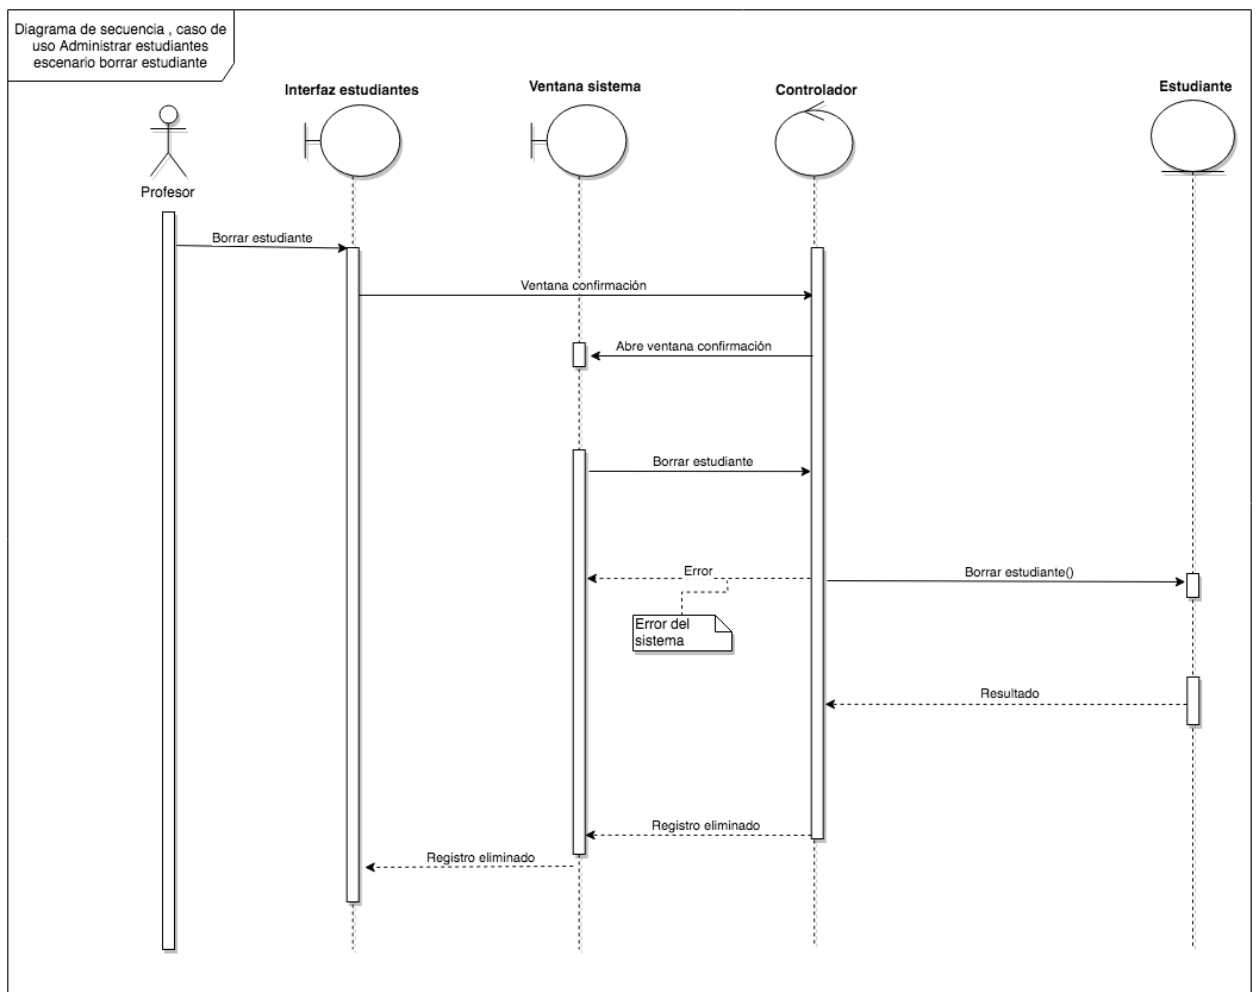 Diagrama de secuencia , caso de
uso Administrar estudiantes
escenario borrar estudiante
Interfaz estudiantes
Ventana sistema
Controlador
Estudiante
Profesor
Borrar estudiante
Ventana confirmación
Abre ventana confirmación
Borrar estudiante
Error
Borrar estudiante()
Error del
sistema
Resultado
Registro eliminado
Registro eliminado